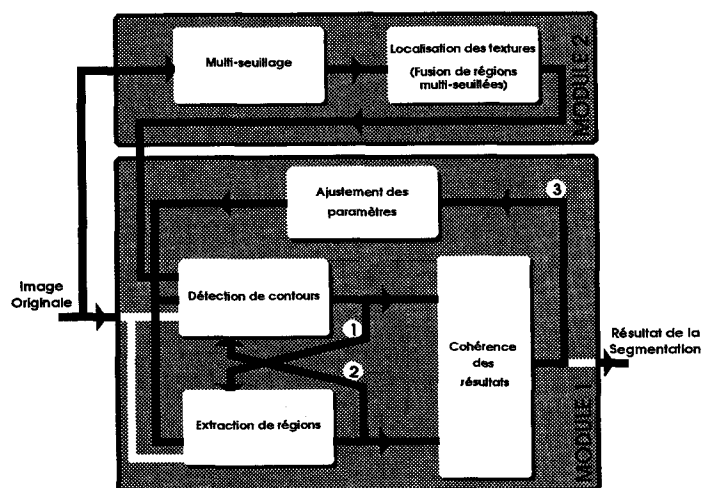 Multi-seuillage
Localisation des textures
(Fusion de régions
multi-seuillées)
MODULE 2
Ajustement des
paramètres
3
Image
Originale
Détection de contours
1
2
Cohérence
des
résultats
Résultat de la
Segmentation
Extraction de régions
MODULE 1